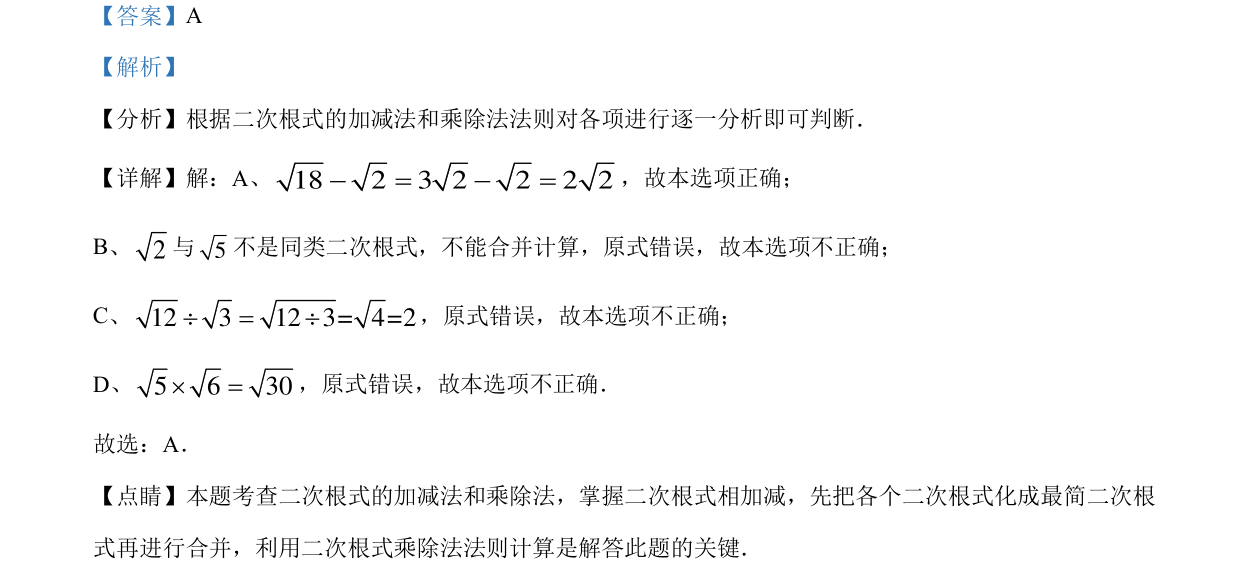 【答案】A
【解析】
【分析】根据二次根式的加减法和乘除法法则对各项进行逐一分析即可判断．
【详解】解：A、√18－√2＝3√2－√2＝2√2，故本选项正确；
B、√2与√5不是同类二次根式，不能合并计算，原式错误，故本选项不正确；
C、√12÷√3＝√(12÷3)=√4=2，原式错误，故本选项不正确；
D、√5×√6＝√30，原式错误，故本选项不正确．
故选：A．
【点睛】本题考查二次根式的加减法和乘除法，掌握二次根式相加减，先把各个二次根式化成最简二次根
式再进行合并，利用二次根式乘除法法则计算是解答此题的关键．